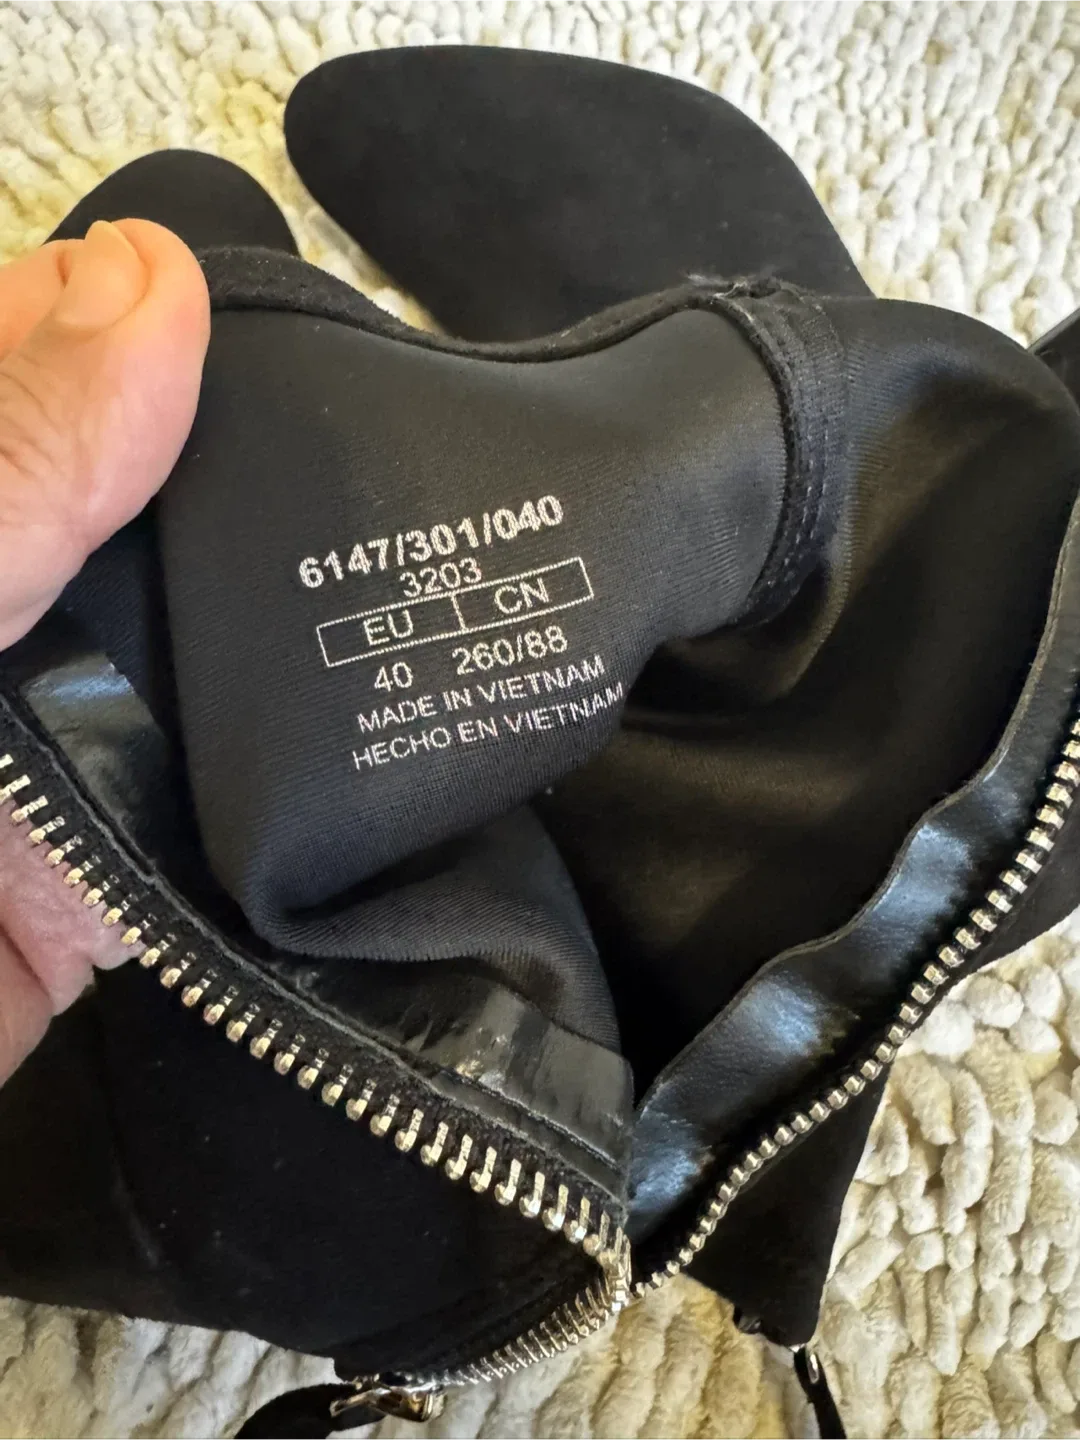 6147/301/040
3203
EU CN
40 260/88
MADE IN VIETNAM
HECHO EN VIETNAM